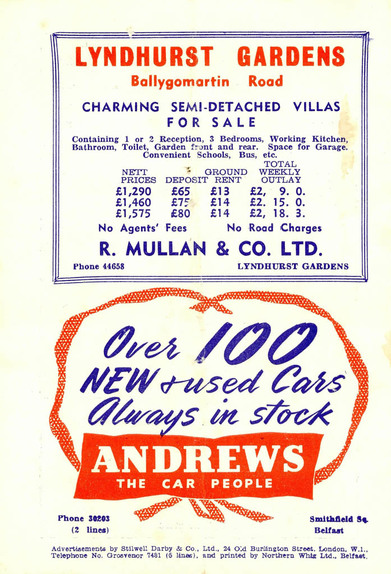 LYNDHURST GARDENS
Ballygomartin Road
CHARMING SEMI-DETACHED VILLAS
FOR SALE
Containing 1 or 2 Reception, 3 Bedrooms, Working Kitchen,
Bathroom, Toilet, Garden front and rear. Space for Garage.
Convenient Schools, Bus, etc.
TOTAL
NETT GROUND WEEKLY
PRICES DEPOSIT RENT OUTLAY
£1,290 £65 £13 £2, 9. 0.
£1,460 £75 £14 £2. 15. 0.
£1,575 £80 £14 £2, 18. 3.
No Agents' Fees No Road Charges
R. MULLAN & CO. LTD.
Phone 44658 LYNDHURST GARDENS
Over 100
NEW & used Cars
Always in stock
ANDREWS
THE CAR PEOPLE
Phone 30203 Smithfield Sq.
(2 lines) Belfast
Advertisements by Stilwell Darby & Co., Ltd., 24 Old Burlington Street, London, W.1.,
Telephone No. Grosvenor 7481 (6 lines), and printed by Northern Whig Ltd., Belfast.